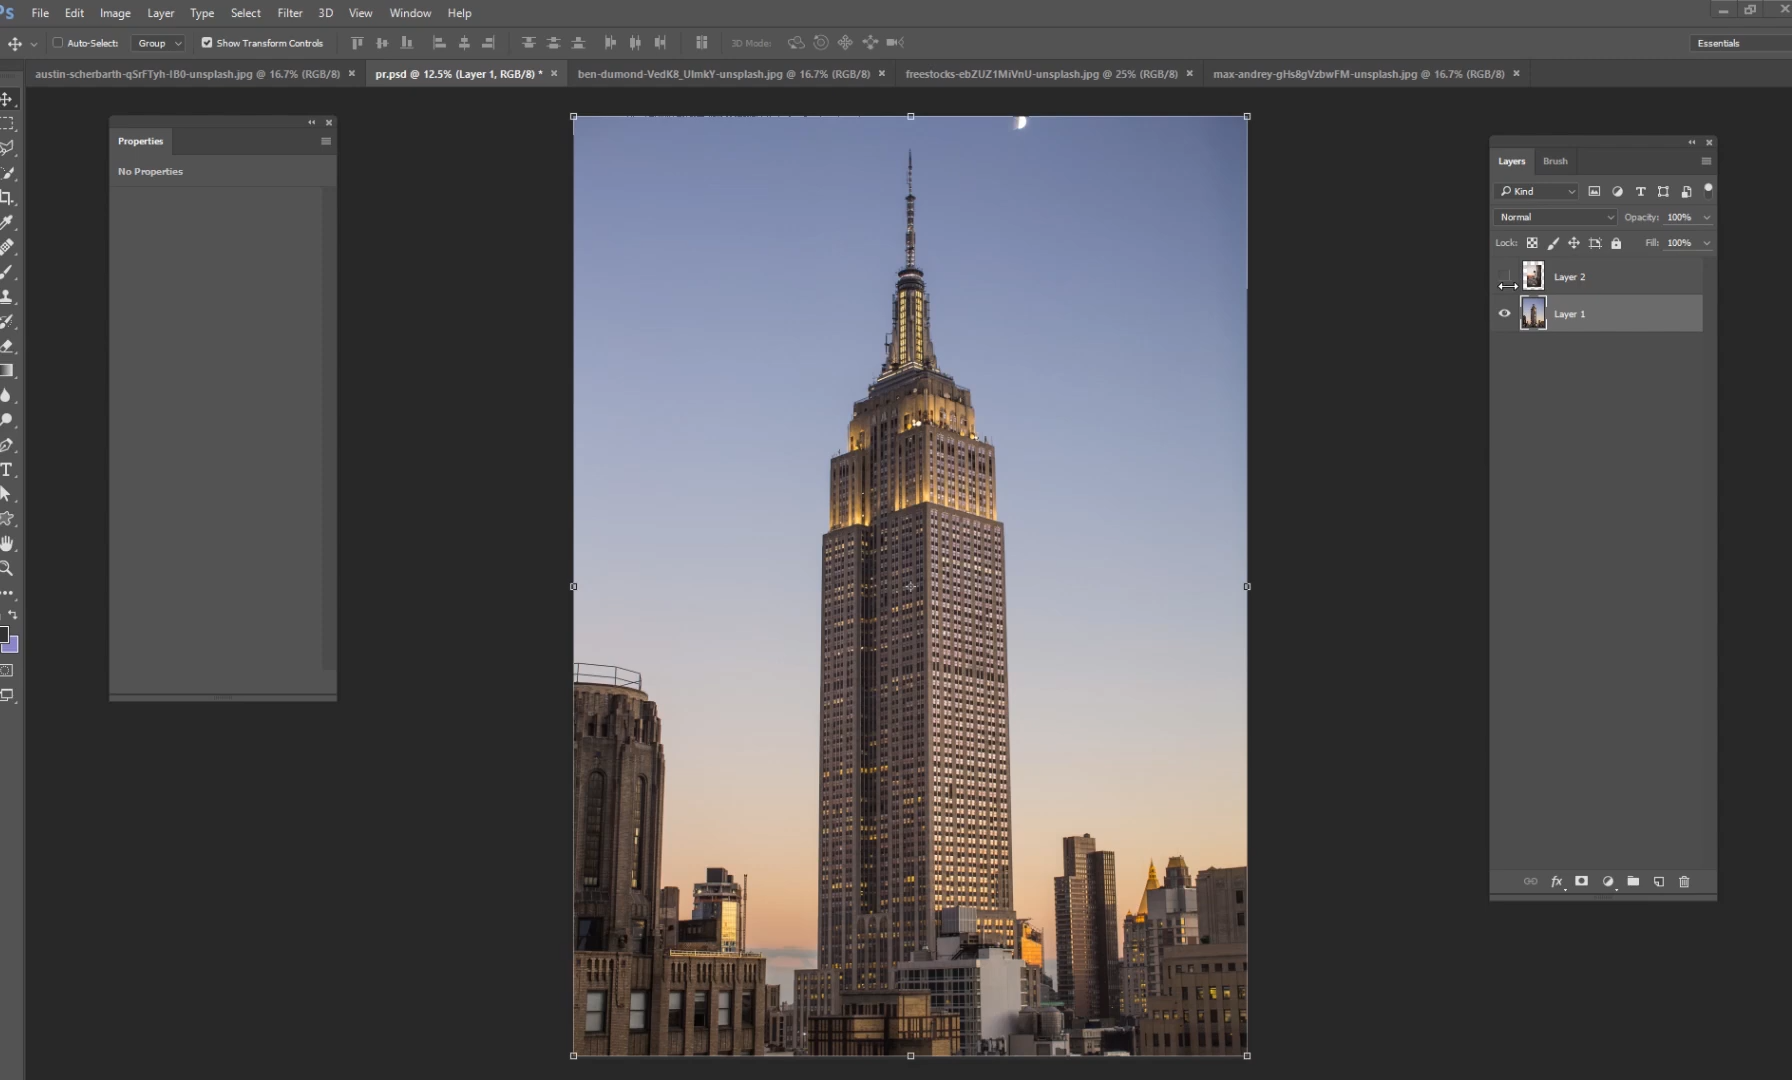 Ps File Edit Image Layer Type Select Filter 3D View Window Help
Auto-Select: Group Show Transform Controls 3D Mode: Essentials
austin-scherbarth-qSrFTyh-IB0-unsplash.jpg @ 16.7% (RGB/8) pr.psd @ 12.5% (Layer 1, RGB/8) * ben-dumond-VedK8_UlmkY-unsplash.jpg @ 16.7% (RGB/8) freestocks-ebZUZ1MiVnU-unsplash.jpg @ 25% (RGB/8) max-andrey-gHs8gVzbwFM-unsplash.jpg @ 16.7% (RGB/8)
Properties
No Properties
Layers Brush
Kind
Normal Opacity: 100%
Lock: Fill: 100%
Layer 2
Layer 1
fx